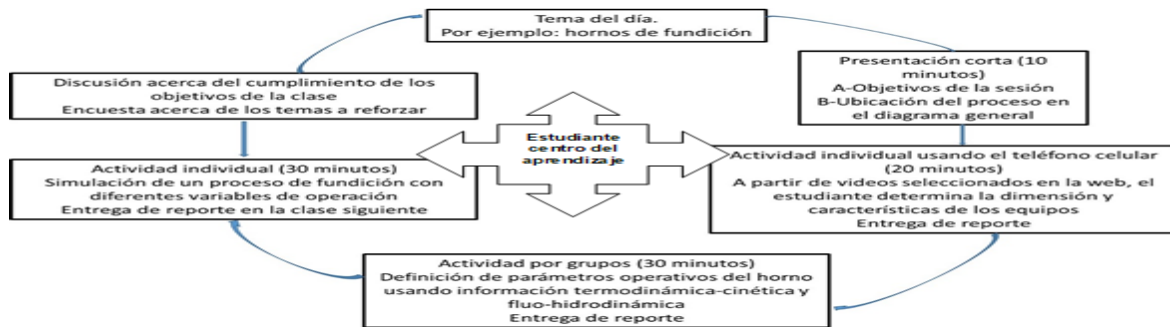 Tema del día.
Por ejemplo: hornos de fundición
Presentación corta (10
minutos)
A-Objetivos de la sesión
B-Ubicación del proceso en
el diagrama general
Actividad individual usando el teléfono celular
(20 minutos)
A partir de videos seleccionados en la web, el
estudiante determina la dimensión y
características de los equipos
Entrega de reporte
Actividad por grupos (30 minutos)
Definición de parámetros operativos del horno
usando información termodinámica-cinética y
fluo-hidrodinámica
Entrega de reporte
Actividad individual (30 minutos)
Simulación de un proceso de fundición con
diferentes variables de operación
Entrega de reporte en la clase siguiente
Discusión acerca del cumplimiento de los
objetivos de la clase
Encuesta acerca de los temas a reforzar
Estudiante
centro del
aprendizaje